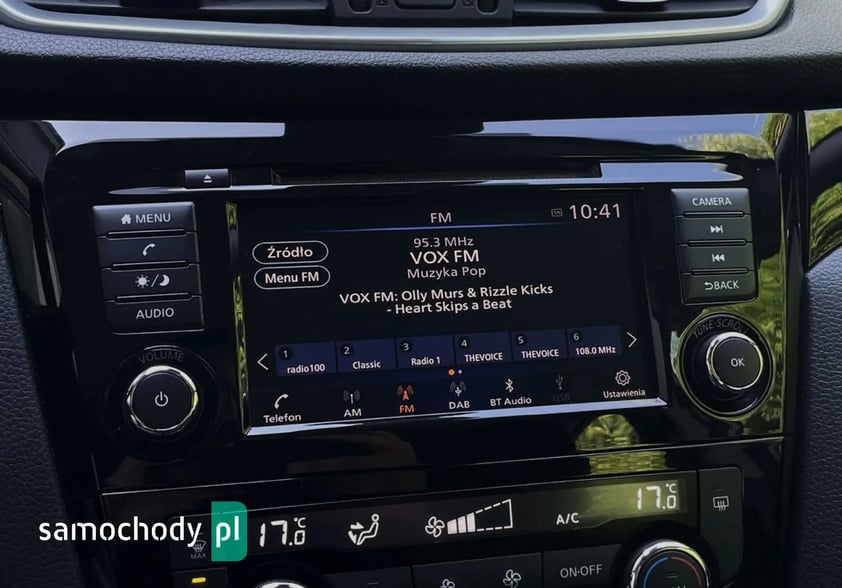 MENU
AUDIO
FM
TA
10:41
Źródło
Menu FM
95.3 MHz
VOX FM
Muzyka Pop
VOX FM: Olly Murs & Rizzle Kicks
- Heart Skips a Beat
1
radio100
2
Classic
3
Radio 1
4
THEVOICE
5
THEVOICE
6
108.0 MHz
Telefon
AM
FM
DAB
BT Audio
USB
Ustawienia
CAMERA
BACK
VOLUME
TUNE-SCROLL
OK
samochody pl
MAX
17.0 °C
A/C
17.0 °C
ON·OFF